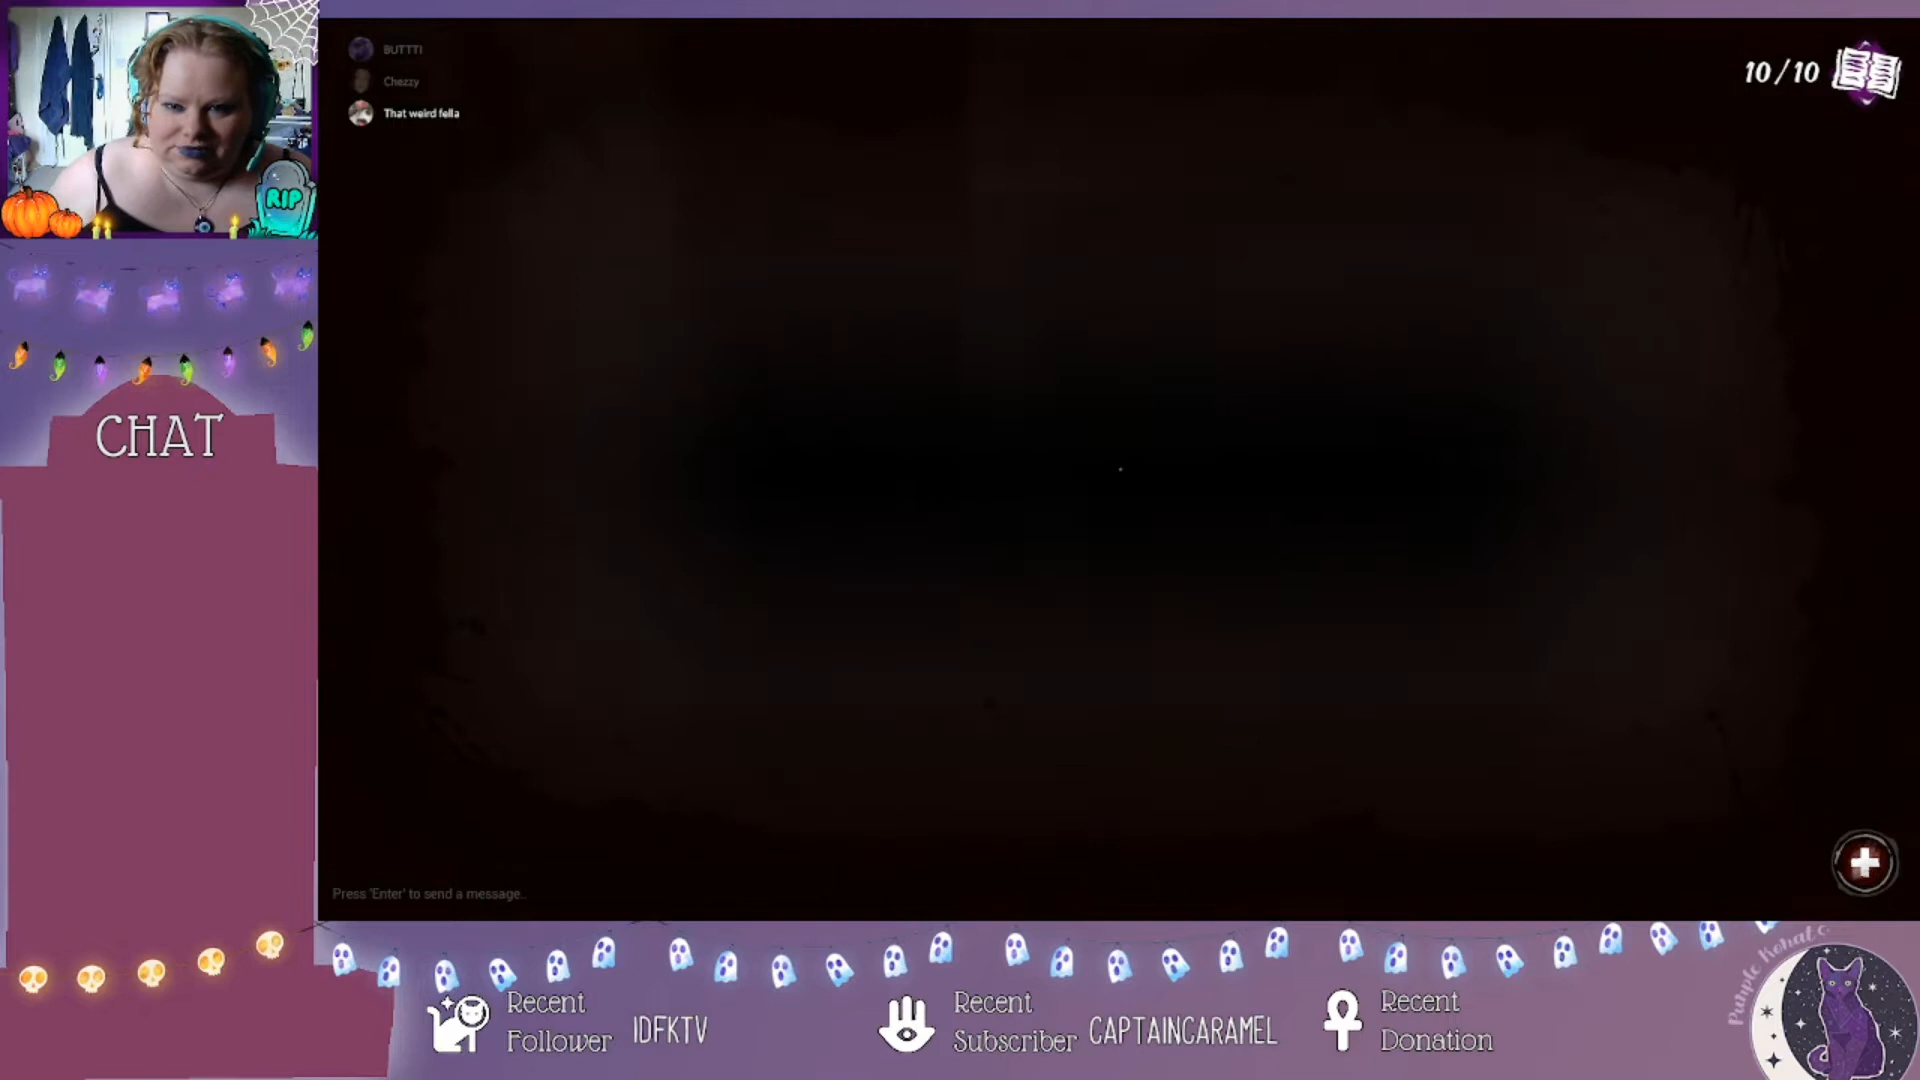 BUTTTI
Chezzy
That weird fella
10/10
RIP
CHAT
Press 'Enter' to send a message..
Recent
Follower
IDFKTV
Recent
Subscriber
CAPTAINCARAMEL
Recent
Donation